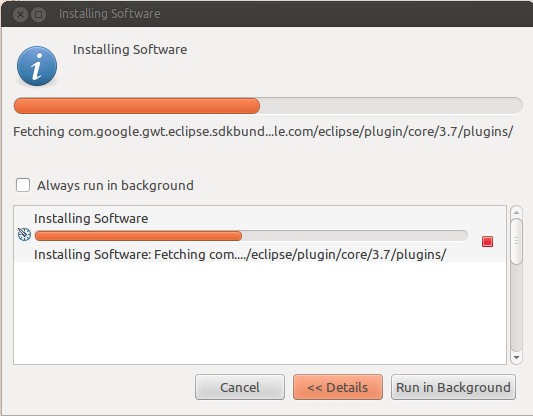 Installing Software
Installing Software
Fetching com.google.gwt.eclipse.sdkbund...le.com/eclipse/plugin/core/3.7/plugins/
Always run in background
Installing Software
Installing Software: Fetching com..../eclipse/plugin/core/3.7/plugins/
Cancel << Details Run in Background